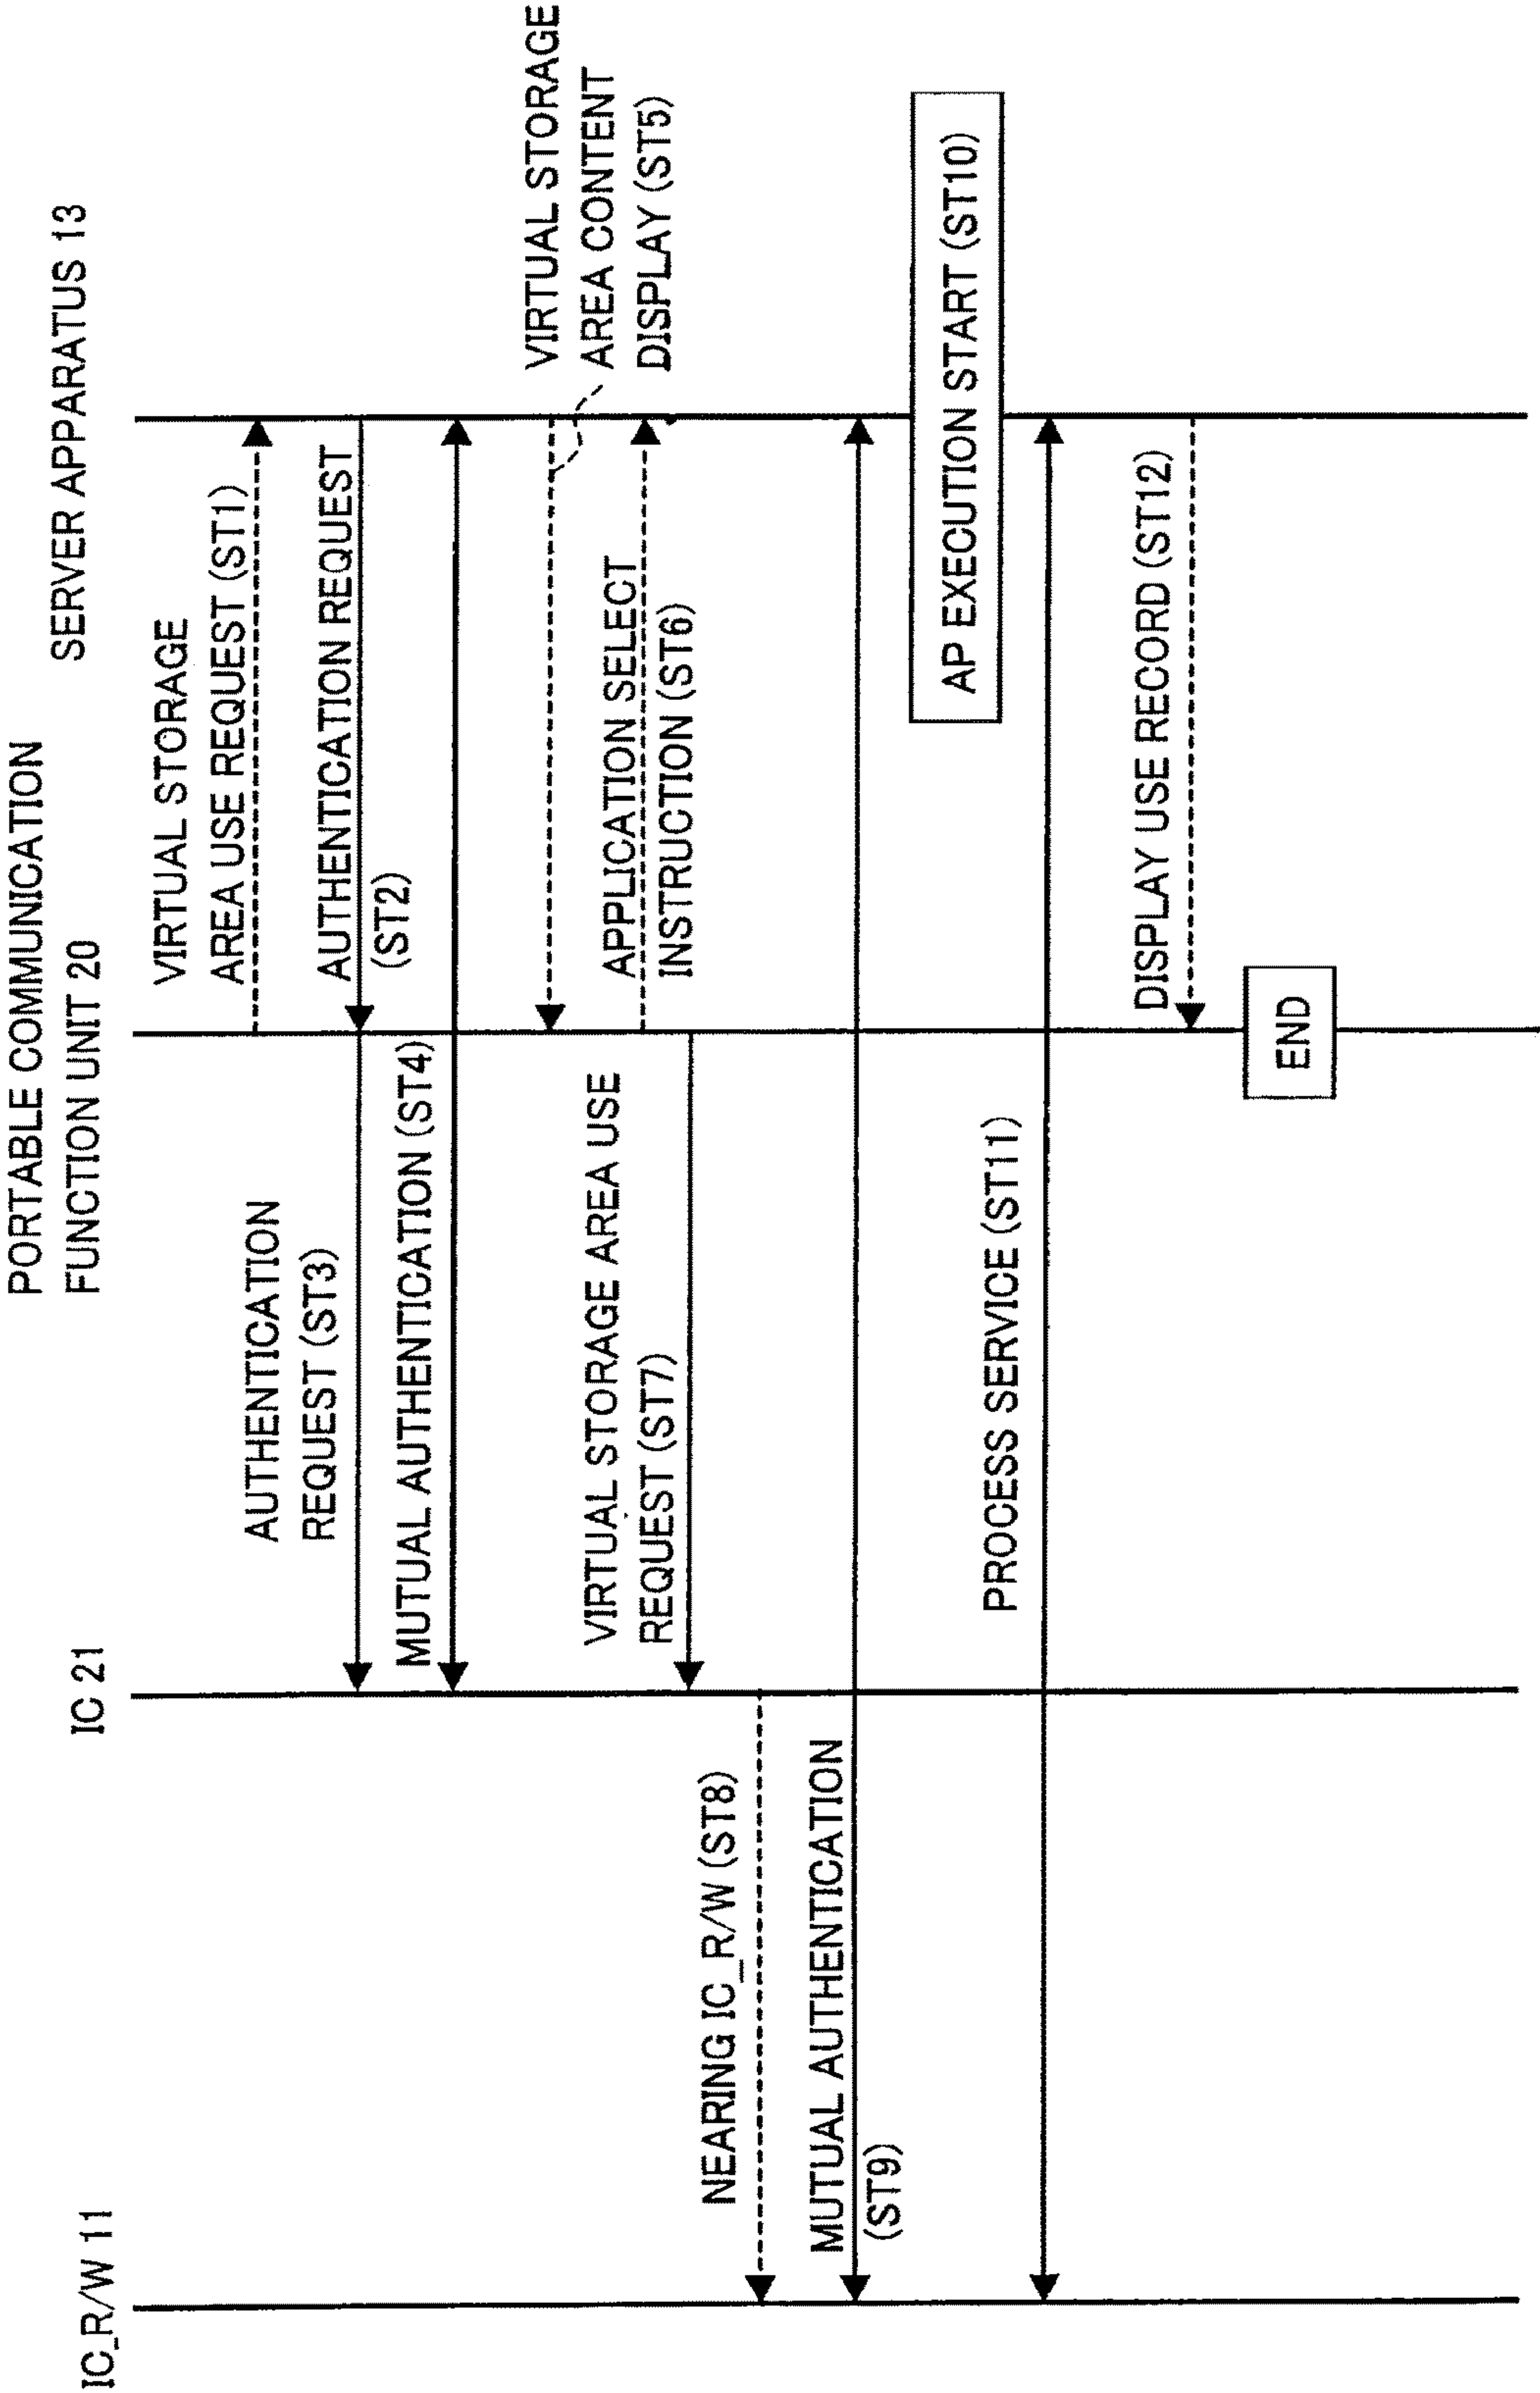 IC_R/W 11
IC 21
PORTABLE COMMUNICATION
FUNCTION UNIT 20
SERVER APPARATUS 13
VIRTUAL STORAGE
AREA USE REQUEST (ST1)
AUTHENTICATION REQUEST
(ST2)
AUTHENTICATION
REQUEST (ST3)
MUTUAL AUTHENTICATION (ST4)
VIRTUAL STORAGE
AREA CONTENT
DISPLAY (ST5)
APPLICATION SELECT
INSTRUCTION (ST6)
VIRTUAL STORAGE AREA USE
REQUEST (ST7)
NEARING IC_R/W (ST8)
MUTUAL AUTHENTICATION
(ST9)
AP EXECUTION START (ST10)
PROCESS SERVICE (ST11)
DISPLAY USE RECORD (ST12)
END